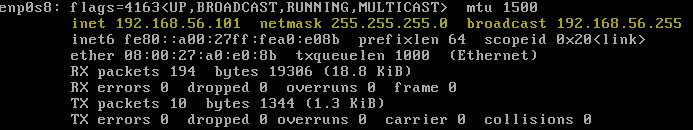 enp0s8: flags=4163<UP,BROADCAST,RUNNING,MULTICAST>  mtu 1500
inet 192.168.56.101  netmask 255.255.255.0  broadcast 192.168.56.255
inet6 fe80::a00:27ff:fea0:e08b  prefixlen 64  scopeid 0x20<link>
ether 08:00:27:a0:e0:8b  txqueuelen 1000  (Ethernet)
RX packets 194  bytes 19306 (18.8 KiB)
RX errors 0  dropped 0  overruns 0  frame 0
TX packets 10  bytes 1344 (1.3 KiB)
TX errors 0  dropped 0 overruns 0  carrier 0  collisions 0